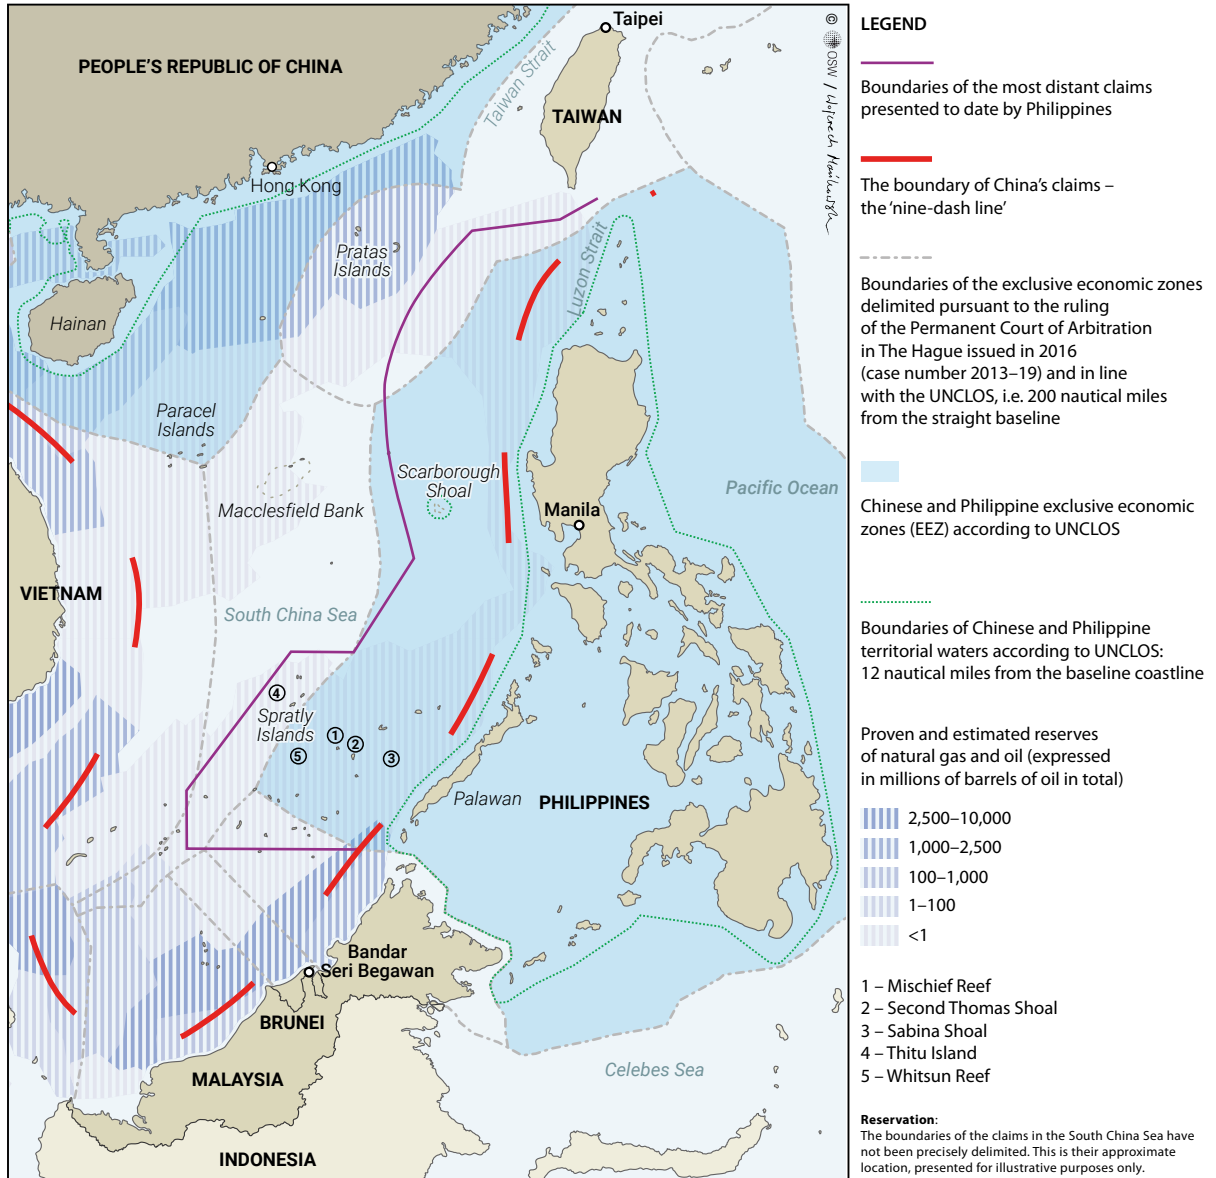 PEOPLE'S REPUBLIC OF CHINA
Taipei
Taiwan Strait
TAIWAN
© OSW / Wojciech Mańkowski
Hong Kong
Pratas
Islands
Luzon Strait
Hainan
Paracel
Islands
Scarborough
Shoal
Macclesfield Bank
Manila
Pacific Ocean
VIETNAM
South China Sea
4
Spratly
Islands
1
2
5
3
Palawan
PHILIPPINES
Bandar
Seri Begawan
BRUNEI
MALAYSIA
Celebes Sea
INDONESIA
LEGEND
Boundaries of the most distant claims
presented to date by Philippines
The boundary of China's claims –
the 'nine-dash line'
Boundaries of the exclusive economic zones
delimited pursuant to the ruling
of the Permanent Court of Arbitration
in The Hague issued in 2016
(case number 2013–19) and in line
with the UNCLOS, i.e. 200 nautical miles
from the straight baseline
Chinese and Philippine exclusive economic
zones (EEZ) according to UNCLOS
Boundaries of Chinese and Philippine
territorial waters according to UNCLOS:
12 nautical miles from the baseline coastline
Proven and estimated reserves
of natural gas and oil (expressed
in millions of barrels of oil in total)
2,500–10,000
1,000–2,500
100–1,000
1–100
<1
1 – Mischief Reef
2 – Second Thomas Shoal
3 – Sabina Shoal
4 – Thitu Island
5 – Whitsun Reef
Reservation:
The boundaries of the claims in the South China Sea have
not been precisely delimited. This is their approximate
location, presented for illustrative purposes only.